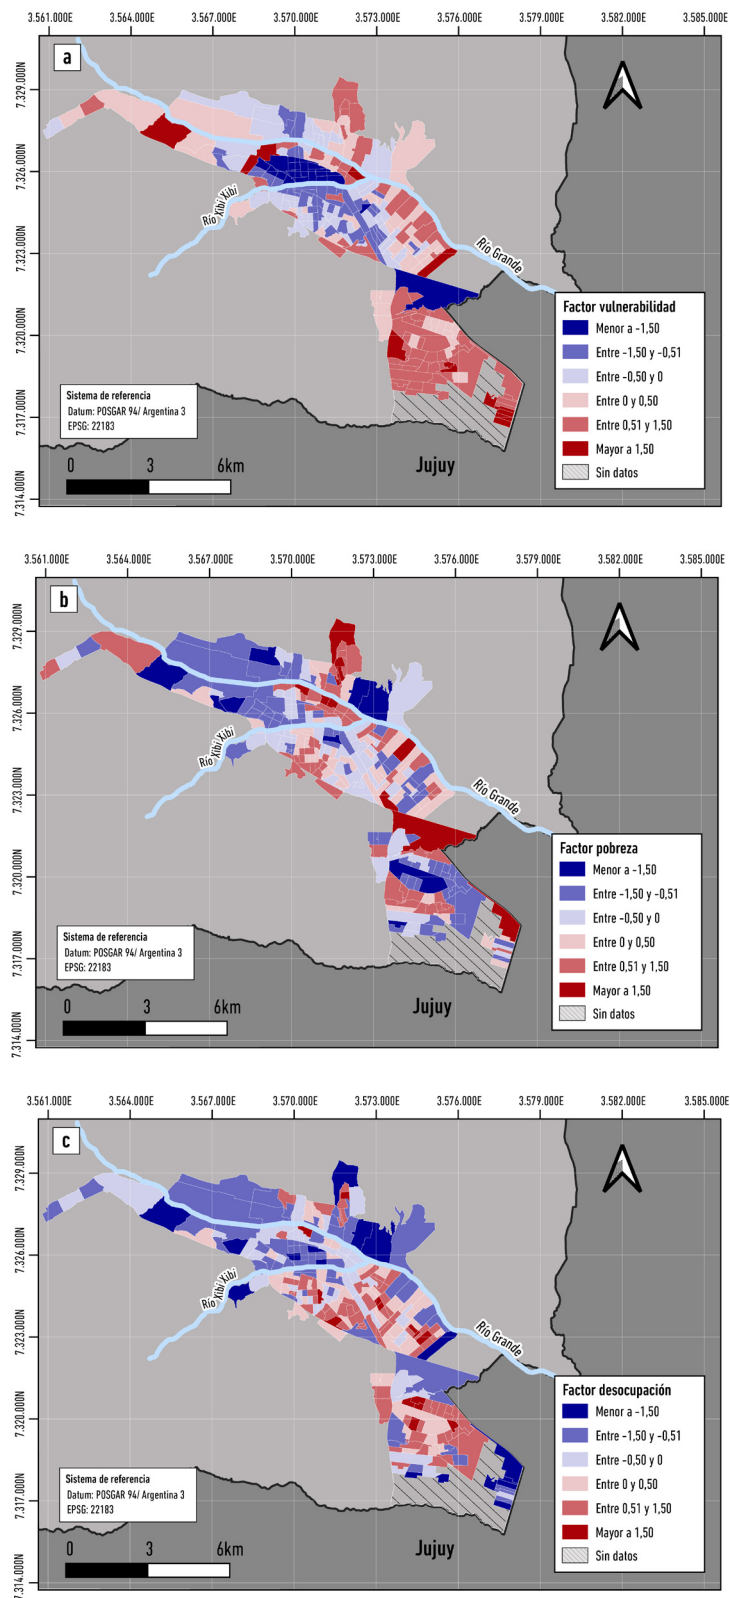 3.561.000E 3.564.000E 3.567.000E 3.570.000E 3.573.000E 3.576.000E 3.579.000E 3.582.000E 3.585.000E
a
7.329.000N
7.326.000N
7.323.000N
7.320.000N
7.317.000N
7.314.000N
Río Xibi Xibi
Río Grande
Factor vulnerabilidad
Menor a -1,50
Entre -1,50 y -0,51
Entre -0,50 y 0
Entre 0 y 0,50
Entre 0,51 y 1,50
Mayor a 1,50
Sin datos
Sistema de referencia
Datum: POSGAR 94/ Argentina 3
EPSG: 22183
0 3 6km
Jujuy
3.561.000E 3.564.000E 3.567.000E 3.570.000E 3.573.000E 3.576.000E 3.579.000E 3.582.000E 3.585.000E
b
7.329.000N
7.326.000N
7.323.000N
7.320.000N
7.317.000N
7.314.000N
Río Xibi Xibi
Río Grande
Factor pobreza
Menor a -1,50
Entre -1,50 y -0,51
Entre -0,50 y 0
Entre 0 y 0,50
Entre 0,51 y 1,50
Mayor a 1,50
Sin datos
Sistema de referencia
Datum: POSGAR 94/ Argentina 3
EPSG: 22183
0 3 6km
Jujuy
3.561.000E 3.564.000E 3.567.000E 3.570.000E 3.573.000E 3.576.000E 3.579.000E 3.582.000E 3.585.000E
c
7.329.000N
7.326.000N
7.323.000N
7.320.000N
7.317.000N
7.314.000N
Río Xibi Xibi
Río Grande
Factor desocupación
Menor a -1,50
Entre -1,50 y -0,51
Entre -0,50 y 0
Entre 0 y 0,50
Entre 0,51 y 1,50
Mayor a 1,50
Sin datos
Sistema de referencia
Datum: POSGAR 94/ Argentina 3
EPSG: 22183
0 3 6km
Jujuy